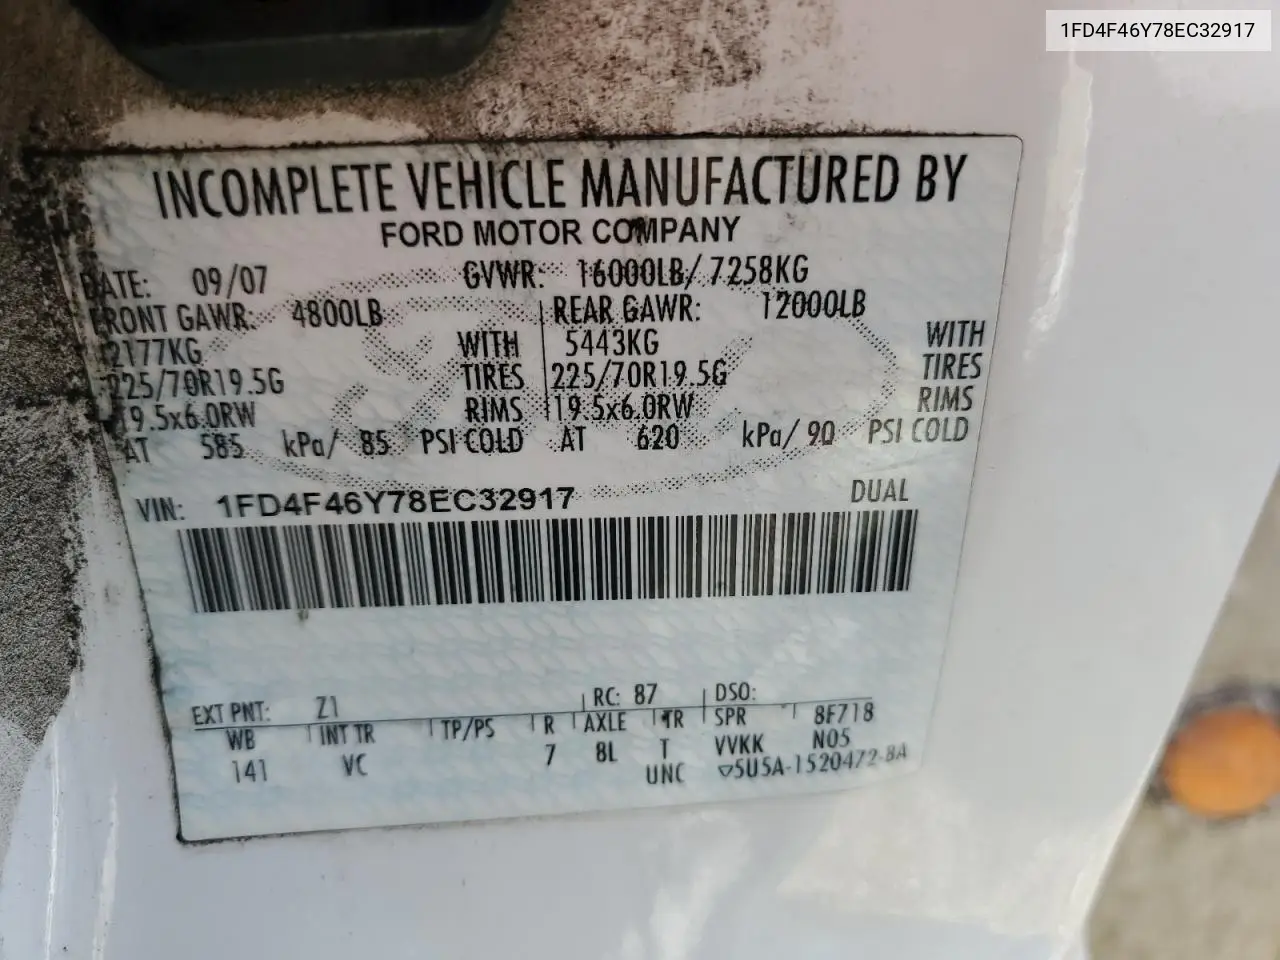 1FD4F46Y78EC32917
INCOMPLETE VEHICLE MANUFACTURED BY
FORD MOTOR COMPANY
DATE: 09/07 GVWR: 16000LB/ 7258KG
FRONT GAWR: 4800LB REAR GAWR: 12000LB
2177KG WITH 5443KG WITH
225/70R19.5G TIRES 225/70R19.5G TIRES
19.5x6.0RW RIMS 19.5x6.0RW RIMS
AT 585 kPa/ 85 PSI COLD AT 620 kPa/ 90 PSI COLD
VIN: 1FD4F46Y78EC32917 DUAL
EXT PNT: Z1 RC: 87 DSO:
WB INT TR TP/PS R AXLE TR SPR 8F718
141 VC 7 8L T VVKK N05
UNC ▽5U5A-1520472-BA